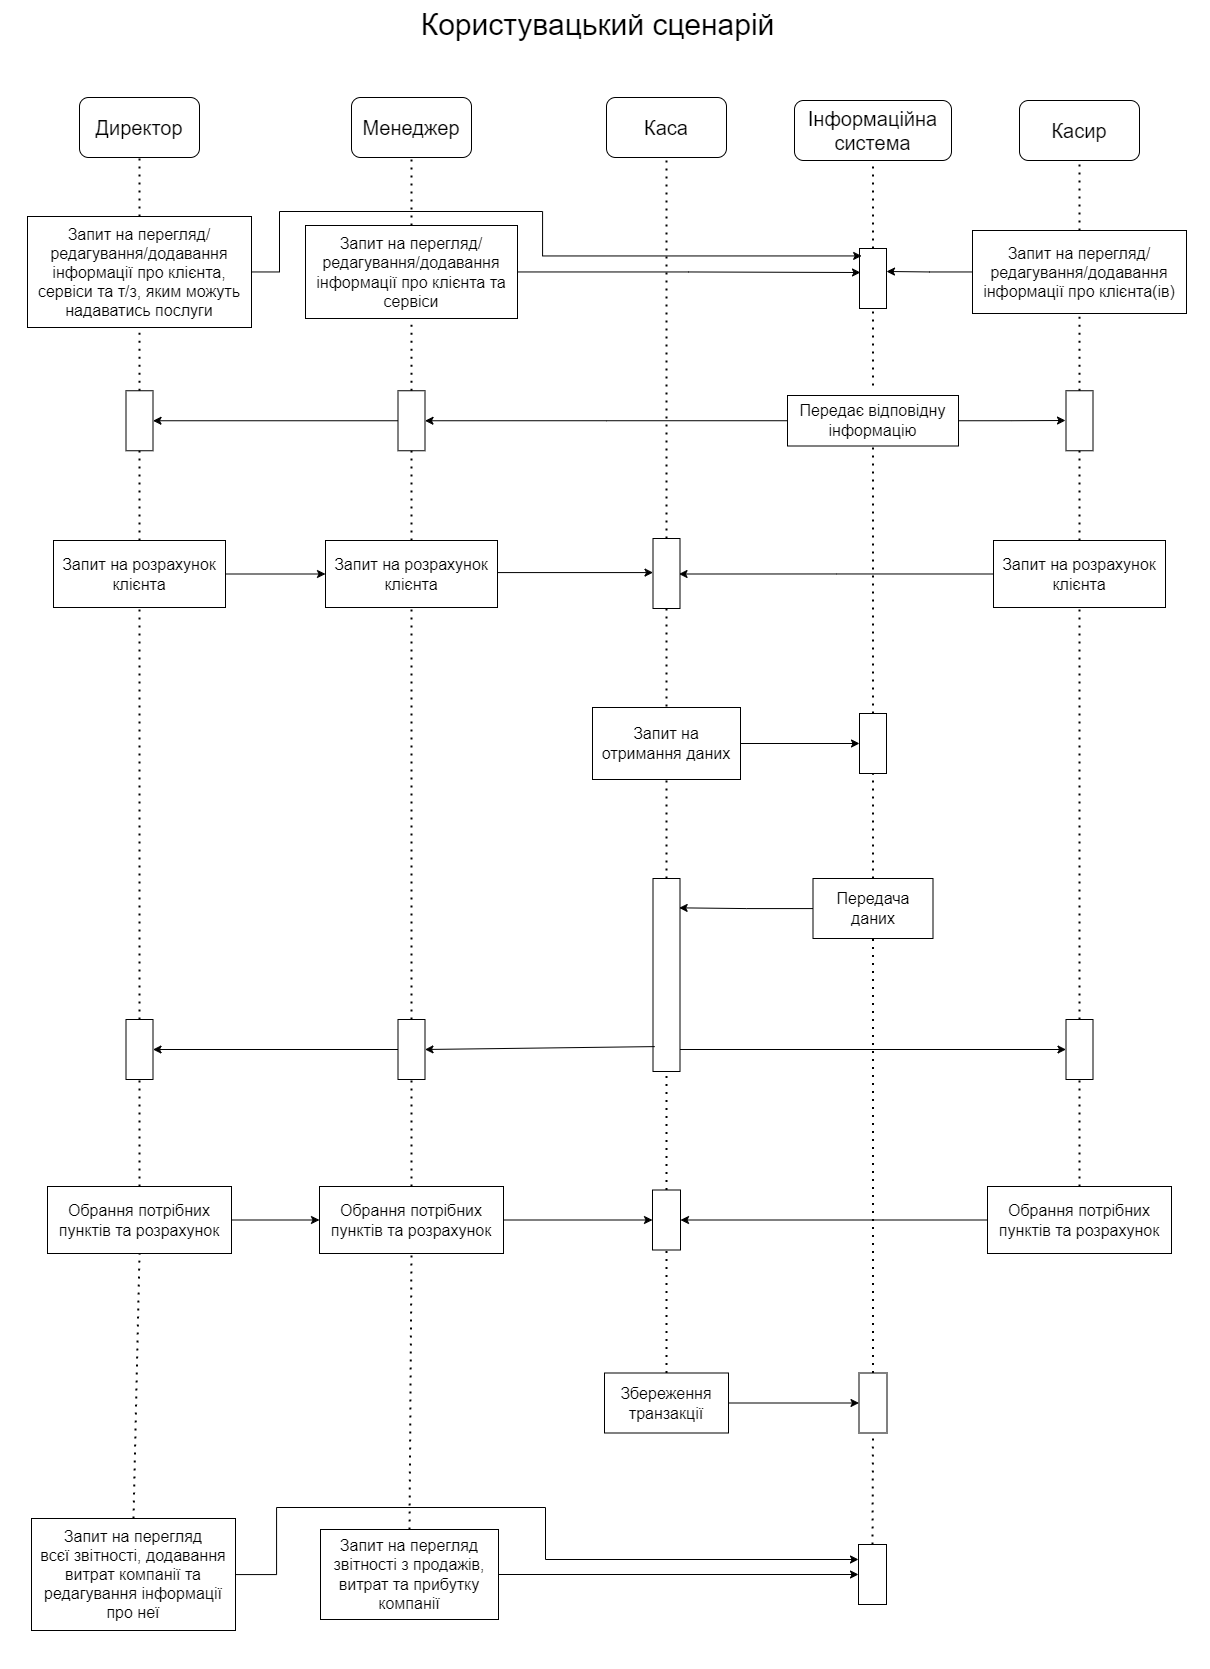 Користувацький сценарій
Директор
Менеджер
Каса
Інформаційна
система
Касир
Запит на перегляд/
редагування/додавання
інформації про клієнта,
сервіси та т/з, яким можуть
надаватись послуги
Запит на перегляд/
редагування/додавання
інформації про клієнта та
сервіси
Запит на перегляд/
редагування/додавання
інформації про клієнта(ів)
Передає відповідну
інформацію
Запит на розрахунок
клієнта
Запит на розрахунок
клієнта
Запит на розрахунок
клієнта
Запит на
отримання даних
Передача
даних
Обрання потрібних
пунктів та розрахунок
Обрання потрібних
пунктів та розрахунок
Обрання потрібних
пунктів та розрахунок
Збереження
транзакції
Запит на перегляд
всєї звітності, додавання
витрат компанії та
редагування інформації
про неї
Запит на перегляд
звітності з продажів,
витрат та прибутку
компанії